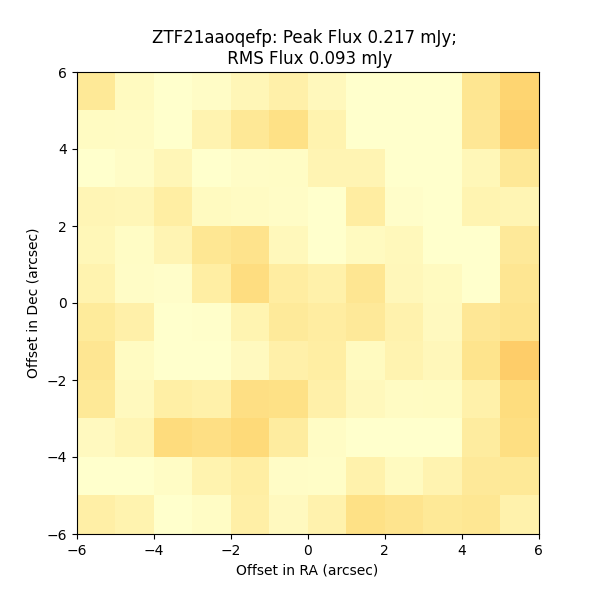 ZTF21aaoqefp: Peak Flux 0.217 mJy;
RMS Flux 0.093 mJy
6
4
2
0
−2
−4
−6
Offset in Dec (arcsec)
−6 −4 −2 0 2 4 6
Offset in RA (arcsec)